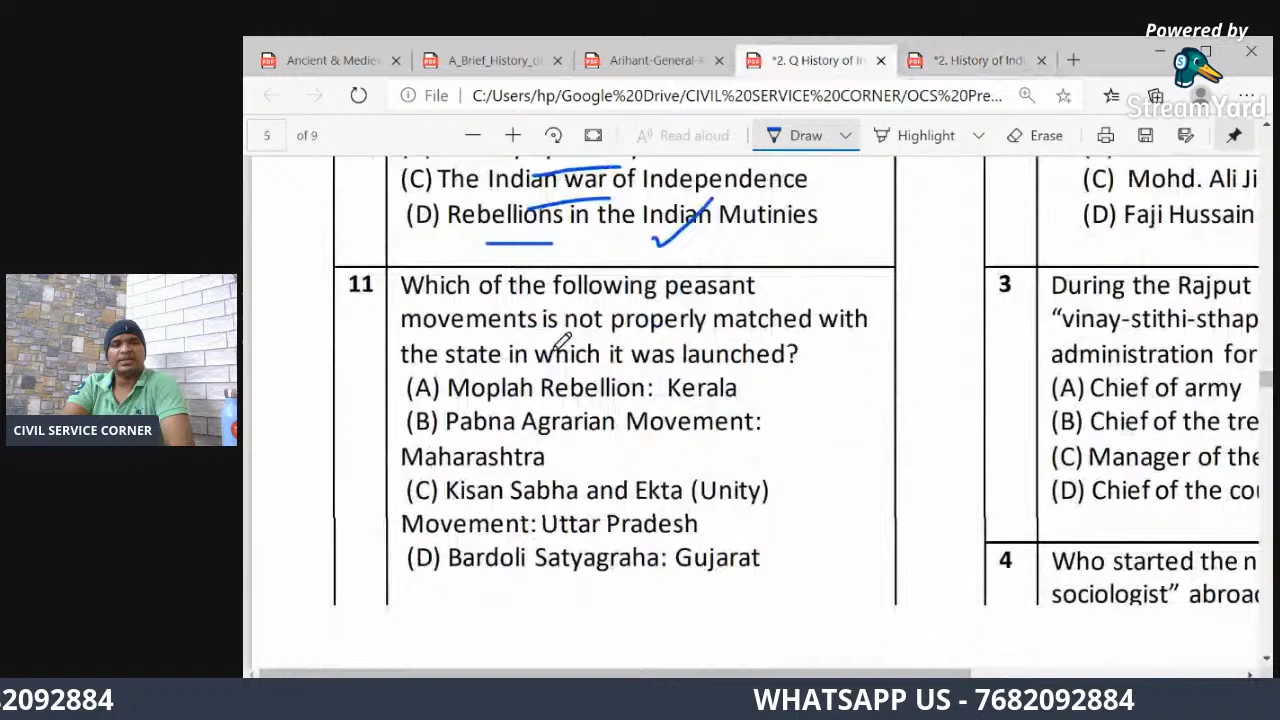 Powered by
StreamYard
Ancient & Mediev
A_Brief_History_of
Arihant-General-K
*2. Q History of In
*2. History of Indi
File C:/Users/hp/Google%20Drive/CIVIL%20SERVICE%20CORNER/OCS%20Pre...
5 of 9
Read aloud
Draw
Highlight
Erase
(C) The Indian war of Independence
(D) Rebellions in the Indian Mutinies
11 Which of the following peasant
movements is not properly matched with
the state in which it was launched?
(A) Moplah Rebellion: Kerala
(B) Pabna Agrarian Movement:
Maharashtra
(C) Kisan Sabha and Ekta (Unity)
Movement: Uttar Pradesh
(D) Bardoli Satyagraha: Gujarat
(C) Mohd. Ali Ji
(D) Faji Hussain
3 During the Rajput
"vinay-stithi-sthap
administration for
(A) Chief of army
(B) Chief of the tre
(C) Manager of the
(D) Chief of the cou
4 Who started the n
sociologist" abroad
CIVIL SERVICE CORNER
2092884
WHATSAPP US - 7682092884